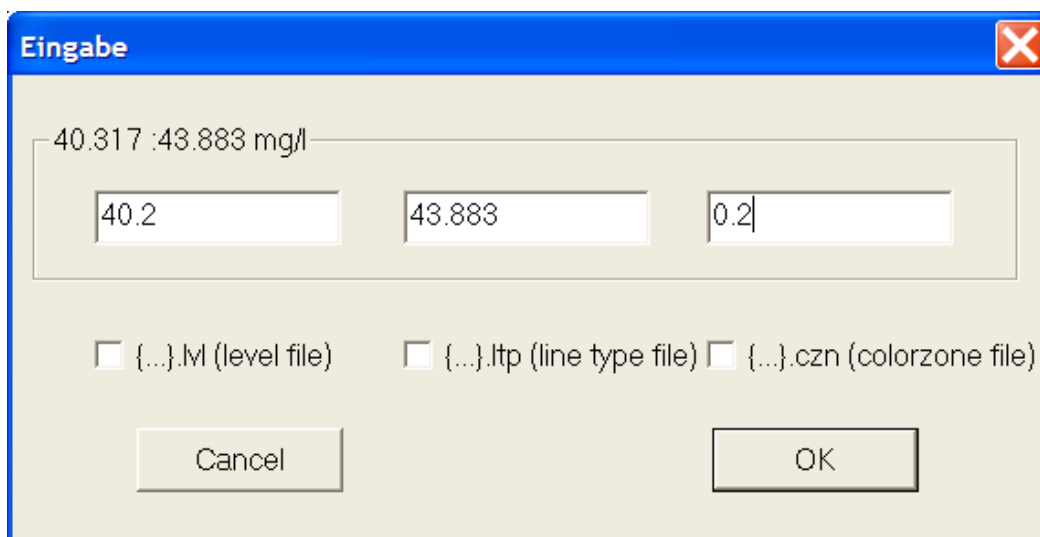 Eingabe
40.317 :43.883 mg/l
40.2 43.883 0.2
{...}.lvl (level file) {...}.ltp (line type file) {...}.czn (colorzone file)
Cancel OK